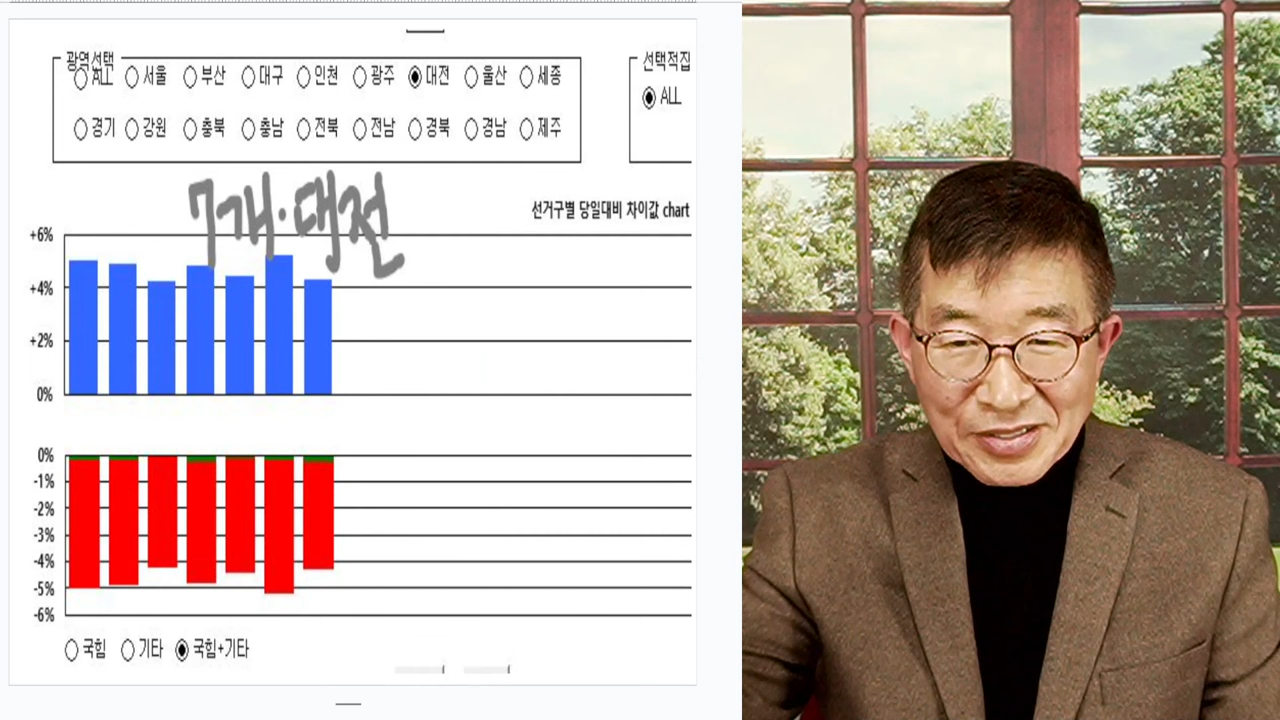 광역선택
ALL 서울 부산 대구 인천 광주 대전 울산 세종
경기 강원 충북 충남 전북 전남 경북 경남 제주
선택적집
ALL
7개·대전
선거구별 당일대비 차이값 chart
+6%
+4%
+2%
0%
0%
-1%
-2%
-3%
-4%
-5%
-6%
국힘 기타 국힘+기타